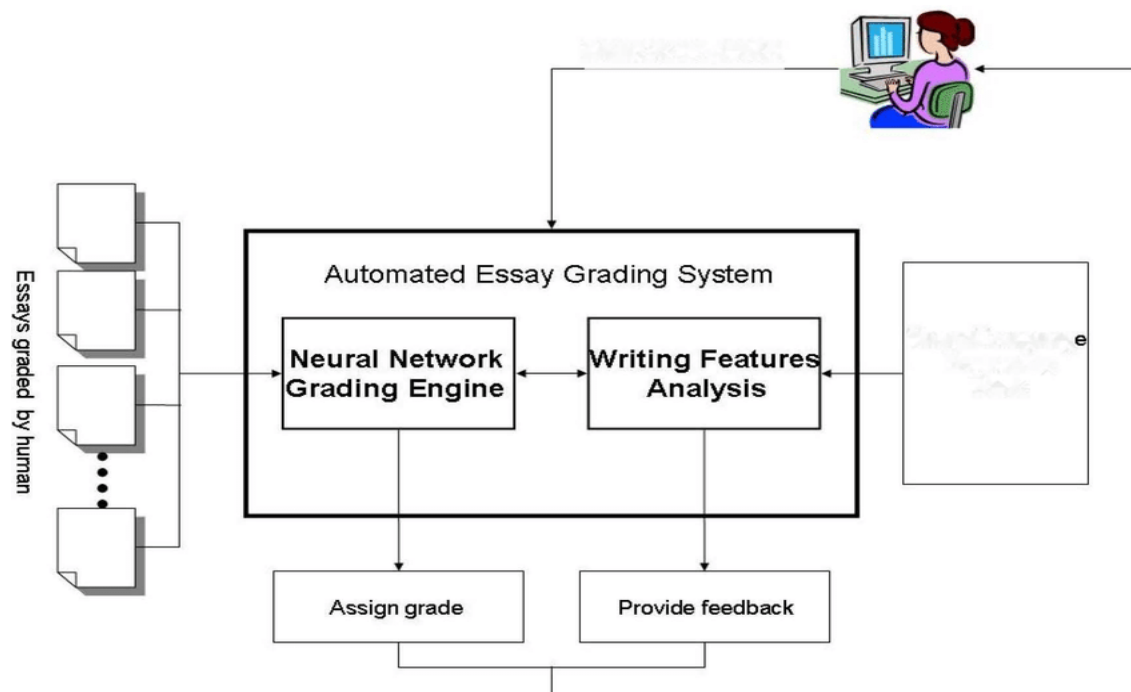 Automated Essay Grading System
Essays graded by human
Neural Network
Grading Engine
Writing Features
Analysis
e
Assign grade
Provide feedback